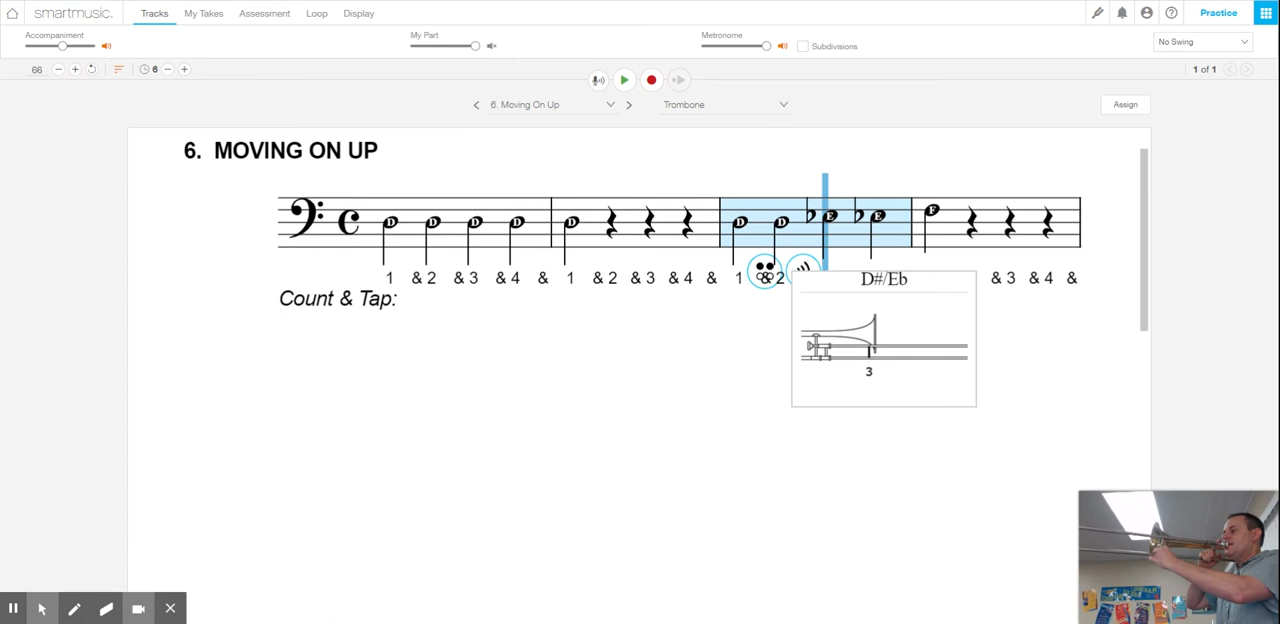 smartmusic.
Tracks My Takes Assessment Loop Display
Practice
Accompaniment My Part Metronome
Subdivisions
No Swing
66 6 1 of 1
6. Moving On Up Trombone Assign
6. MOVING ON UP
D D D D D D D E E F
1 & 2 & 3 & 4 & 1 & 2 & 3 & 4 & 1 & 2 & 3 & 4 &
Count & Tap:
D#/Eb
3